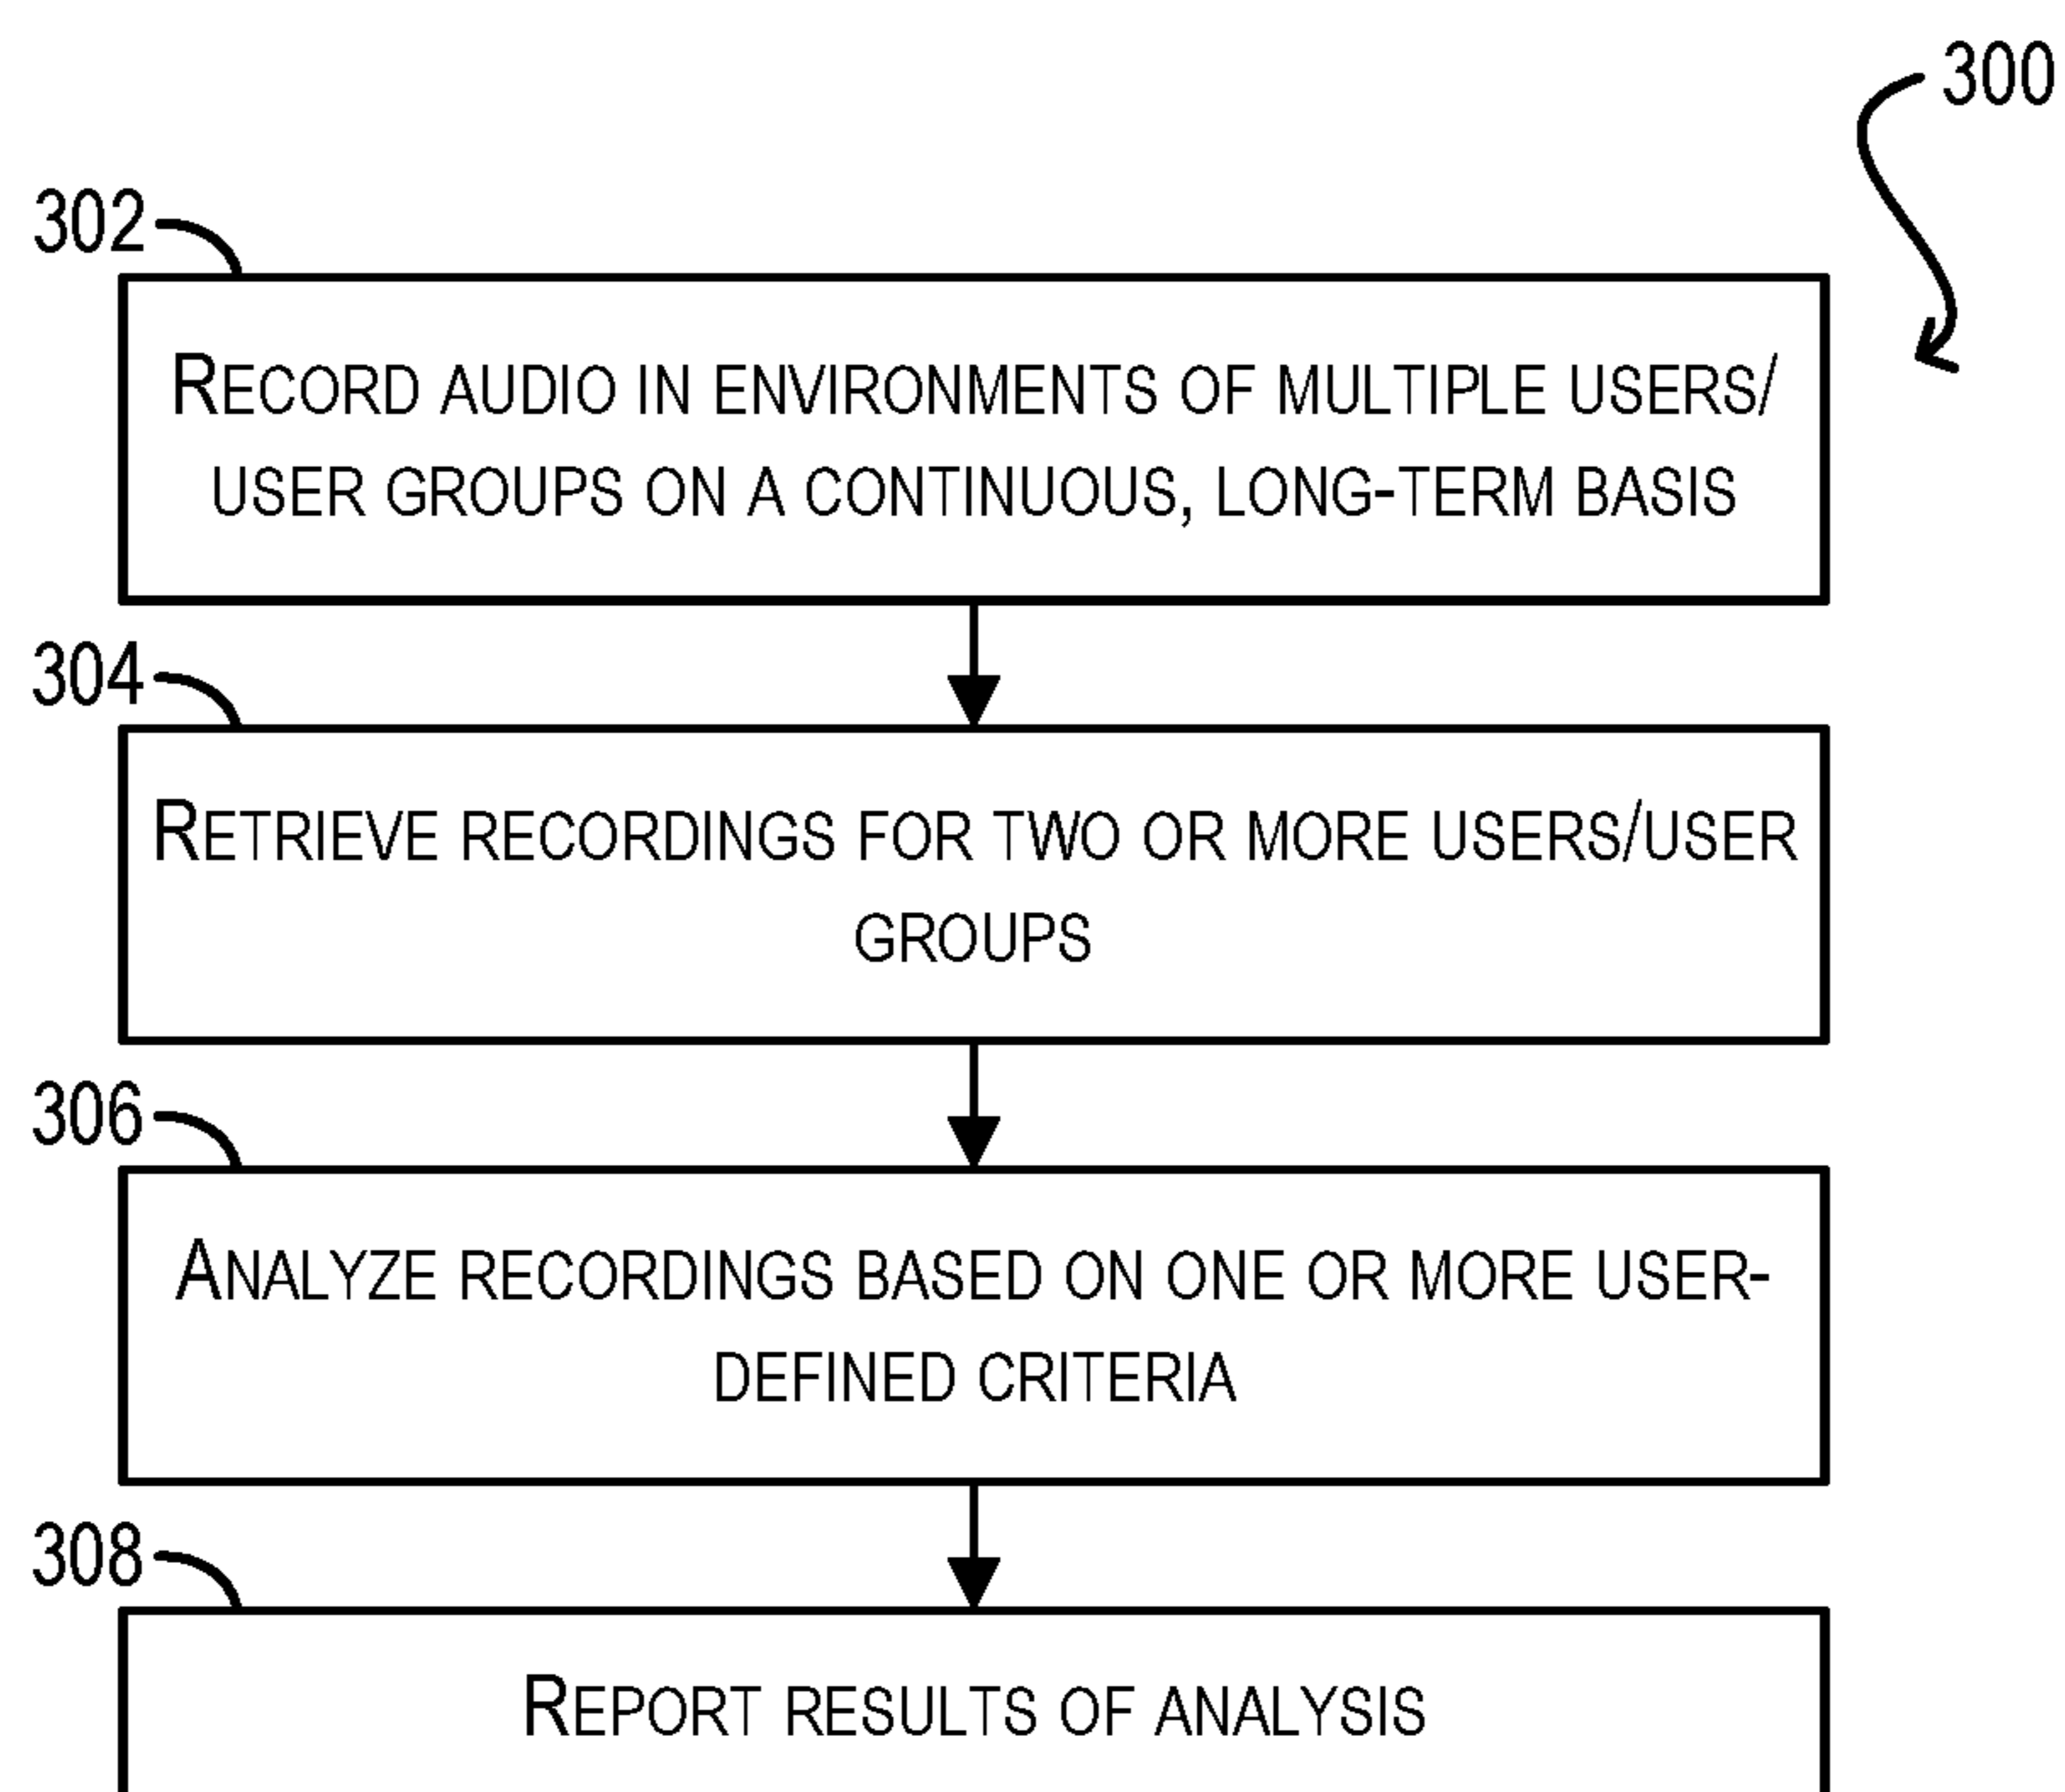 300
302
RECORD AUDIO IN ENVIRONMENTS OF MULTIPLE USERS/
USER GROUPS ON A CONTINUOUS, LONG-TERM BASIS
304
RETRIEVE RECORDINGS FOR TWO OR MORE USERS/USER
GROUPS
306
ANALYZE RECORDINGS BASED ON ONE OR MORE USER-
DEFINED CRITERIA
308
REPORT RESULTS OF ANALYSIS